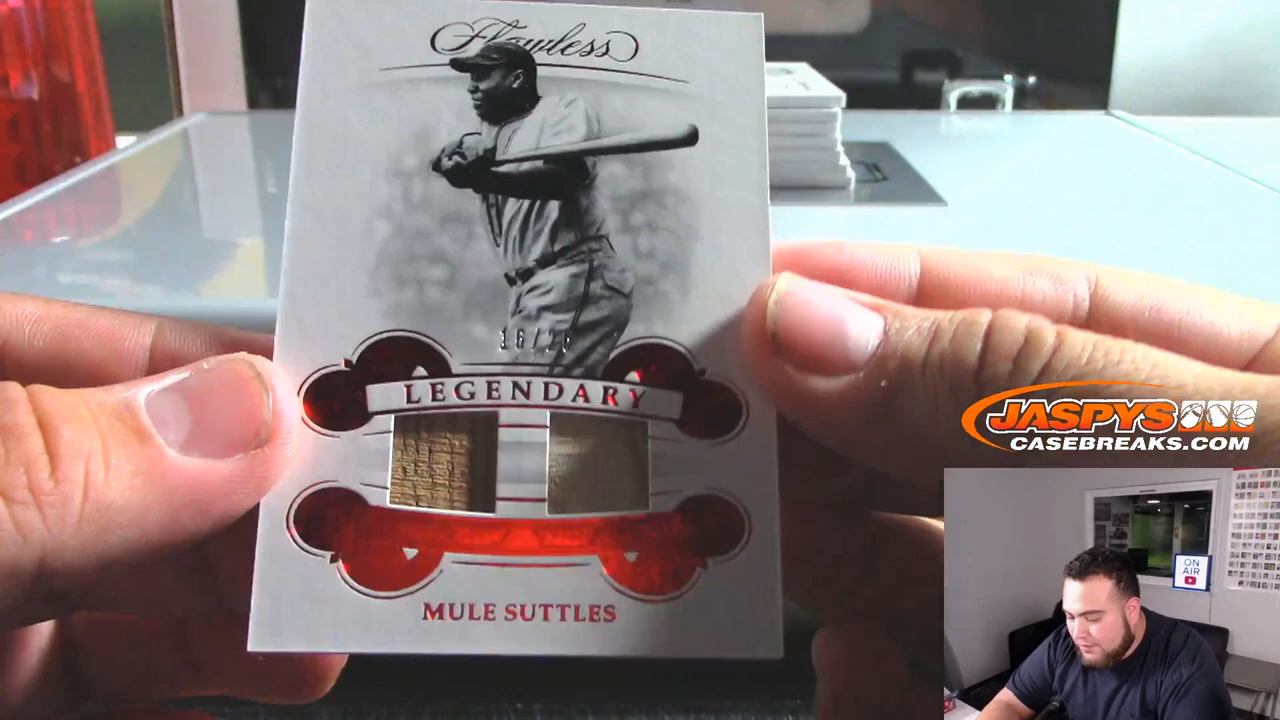 Flawless
LEGENDARY
MULE SUTTLES
JASPYS
CASEBREAKS.COM
ON
AIR